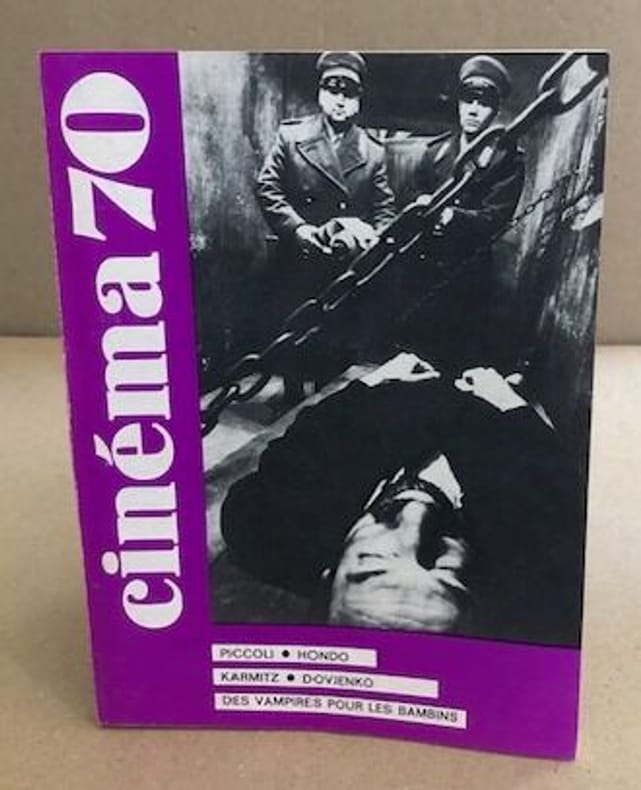 cinéma 70
PICCOLI • HONDO
KARMITZ • DOVJENKO
DES VAMPIRES POUR LES BAMBINS